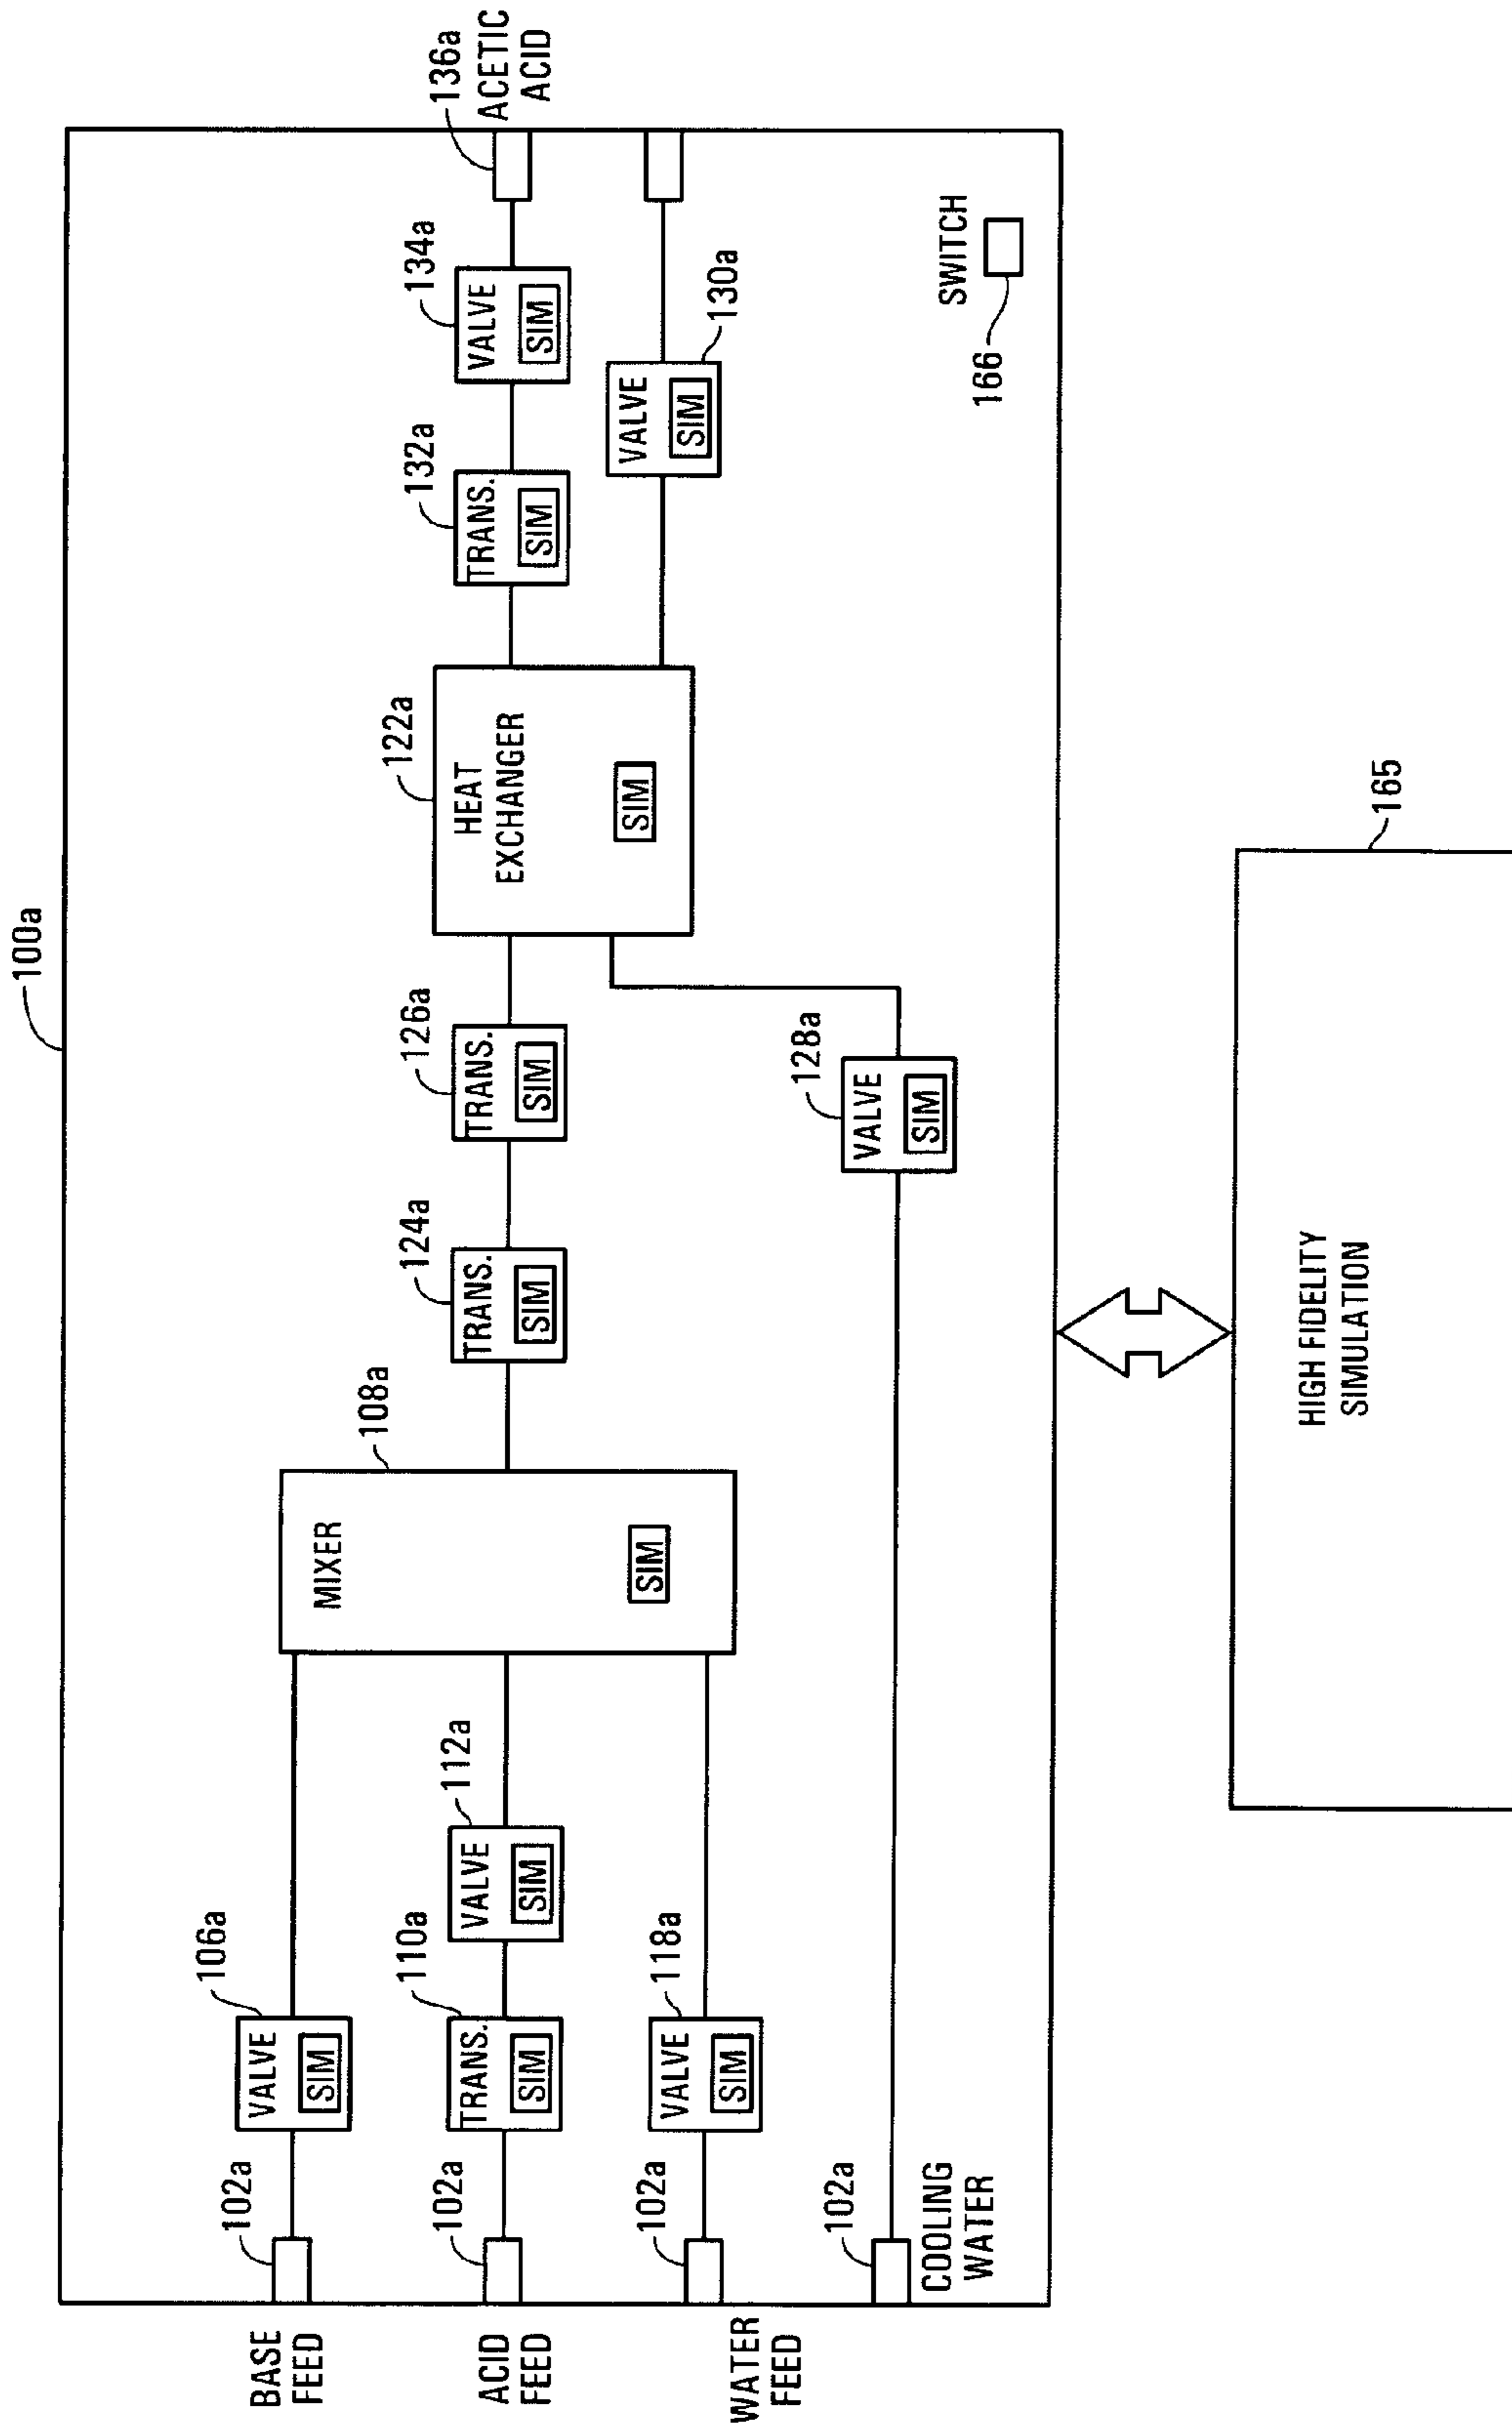 100a
BASE
FEED
102a
106a
VALVE
SIM
ACID
FEED
102a
110a
TRANS.
SIM
112a
VALVE
SIM
WATER
FEED
102a
118a
VALVE
SIM
102a
COOLING
WATER
108a
MIXER
SIM
124a
TRANS.
SIM
126a
TRANS.
SIM
128a
VALVE
SIM
122a
HEAT
EXCHANGER
SIM
132a
TRANS.
SIM
134a
VALVE
SIM
136a
ACETIC
ACID
130a
VALVE
SIM
SWITCH
166
165
HIGH FIDELITY
SIMULATION